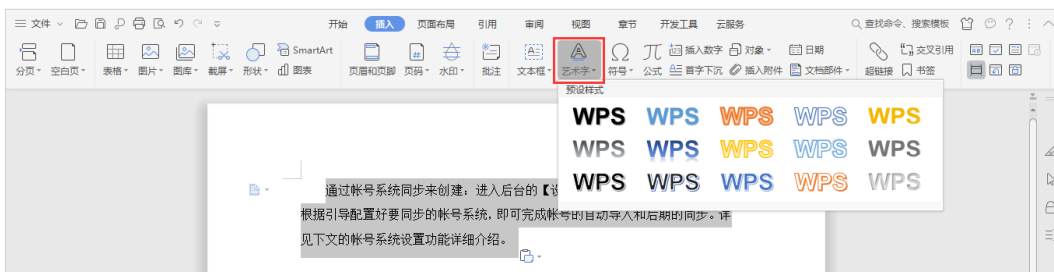 三 文件 开始 插入 页面布局 引用 审阅 视图 章节 开发工具 云服务 查找命令、搜索模板 ?
SmartArt 插入数字 对象 日期 交叉引用
分页 空白页 表格 图片 图库 截屏 形状 图表 页眉和页脚 页码 水印 批注 文本框 艺术字 符号 公式 首字下沉 插入附件 文档部件 超链接 书签
预设样式
WPS WPS WPS WPS WPS
WPS WPS WPS WPS WPS
WPS WPS WPS WPS WPS
通过帐号系统同步来创建：进入后台的【设
根据引导配置好要同步的帐号系统，即可完成帐号的自动导入和后期的同步。详
见下文的帐号系统设置功能详细介绍。